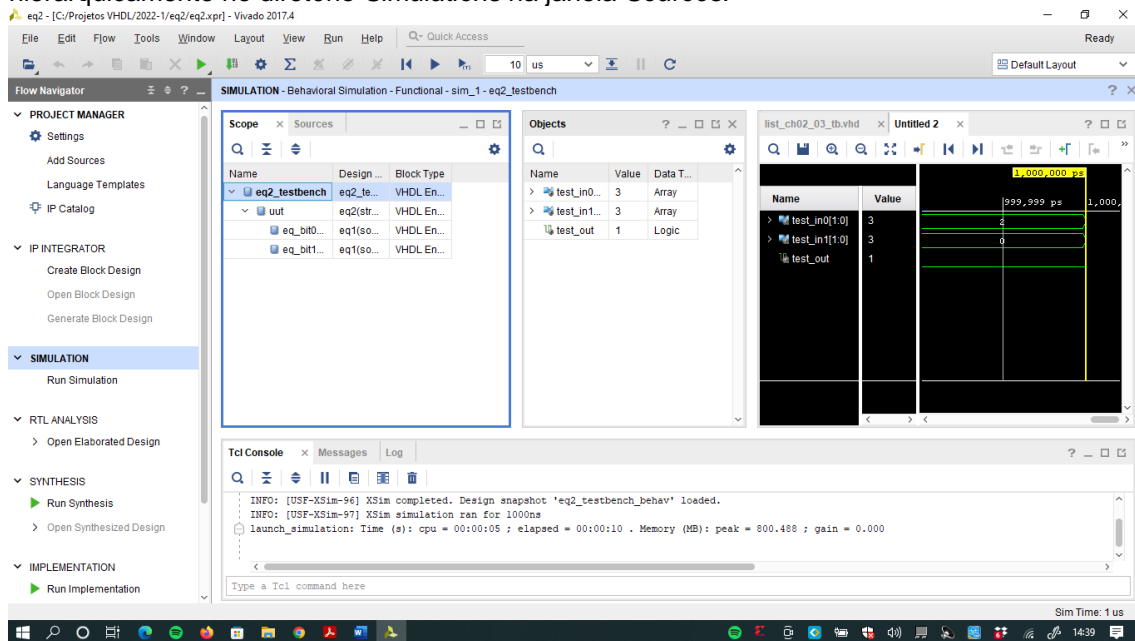 hierarquicamente no diretório Simulations na janela Sources.
eq2 - [C:/Projetos VHDL/2022-1/eq2/eq2.xpr] - Vivado 2017.4
File Edit Flow Tools Window Layout View Run Help Q- Quick Access Ready
10 us Default Layout
Flow Navigator SIMULATION - Behavioral Simulation - Functional - sim_1 - eq2_testbench
PROJECT MANAGER
Settings
Add Sources
Language Templates
IP Catalog
IP INTEGRATOR
Create Block Design
Open Block Design
Generate Block Design
SIMULATION
Run Simulation
RTL ANALYSIS
Open Elaborated Design
SYNTHESIS
Run Synthesis
Open Synthesized Design
IMPLEMENTATION
Run Implementation
Scope Sources
Name Design ... Block Type
eq2_testbench eq2_te... VHDL En...
uut eq2(str... VHDL En...
eq_bit0... eq1(so... VHDL En...
eq_bit1... eq1(so... VHDL En...
Objects
Name Value Data T...
test_in0... 3 Array
test_in1... 3 Array
test_out 1 Logic
list_ch02_03_tb.vhd Untitled 2
1,000,000 ps
Name Value 999,999 ps 1,000,
test_in0[1:0] 3 2
test_in1[1:0] 3 0
test_out 1
Tcl Console Messages Log
INFO: [USF-XSim-96] XSim completed. Design snapshot 'eq2_testbench_behav' loaded.
INFO: [USF-XSim-97] XSim simulation ran for 1000ns
launch_simulation: Time (s): cpu = 00:00:05 ; elapsed = 00:00:10 . Memory (MB): peak = 800.488 ; gain = 0.000
Type a Tcl command here
Sim Time: 1 us
14:39